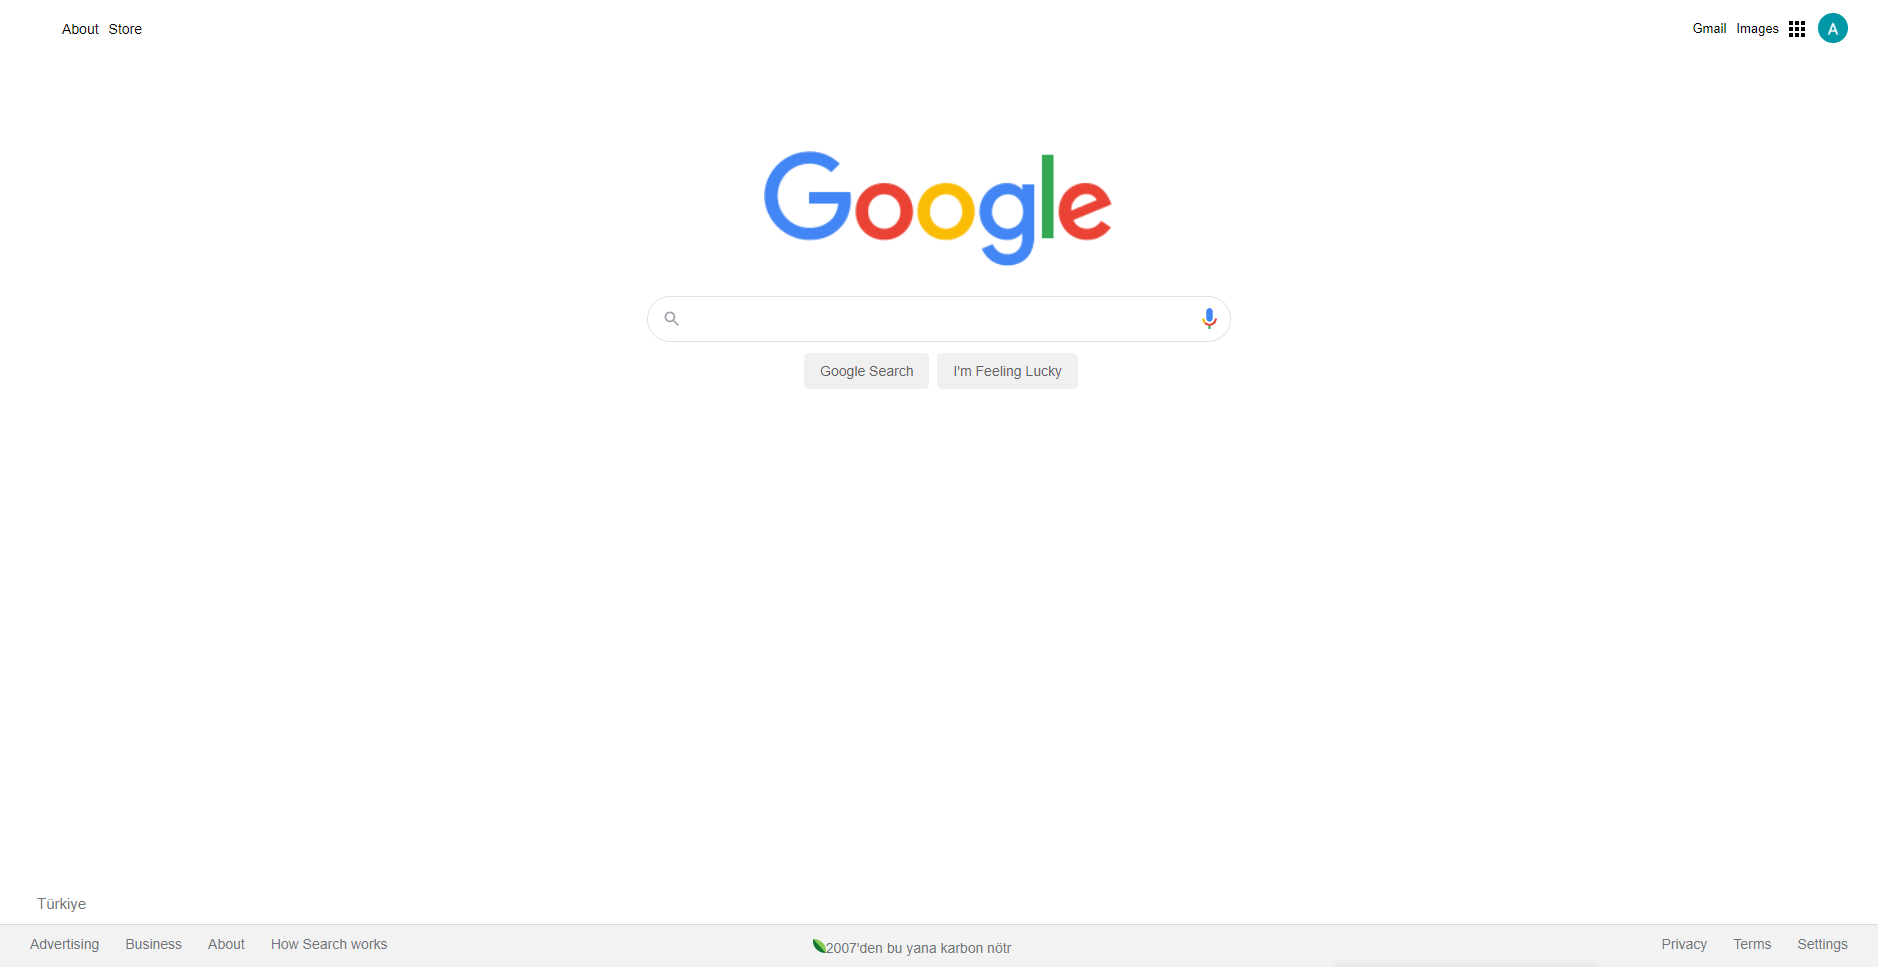 About Store
Gmail Images
A
Google
Google Search
I'm Feeling Lucky
Türkiye
Advertising Business About How Search works
2007'den bu yana karbon nötr
Privacy Terms Settings